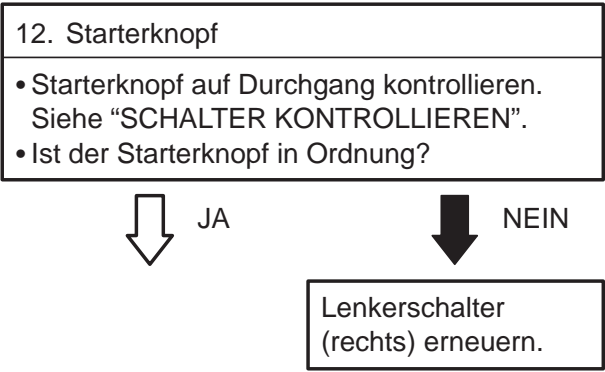 12. Starterknopf
• Starterknopf auf Durchgang kontrollieren.
Siehe “SCHALTER KONTROLLIEREN”.
• Ist der Starterknopf in Ordnung?
JA
NEIN
Lenkerschalter
(rechts) erneuern.